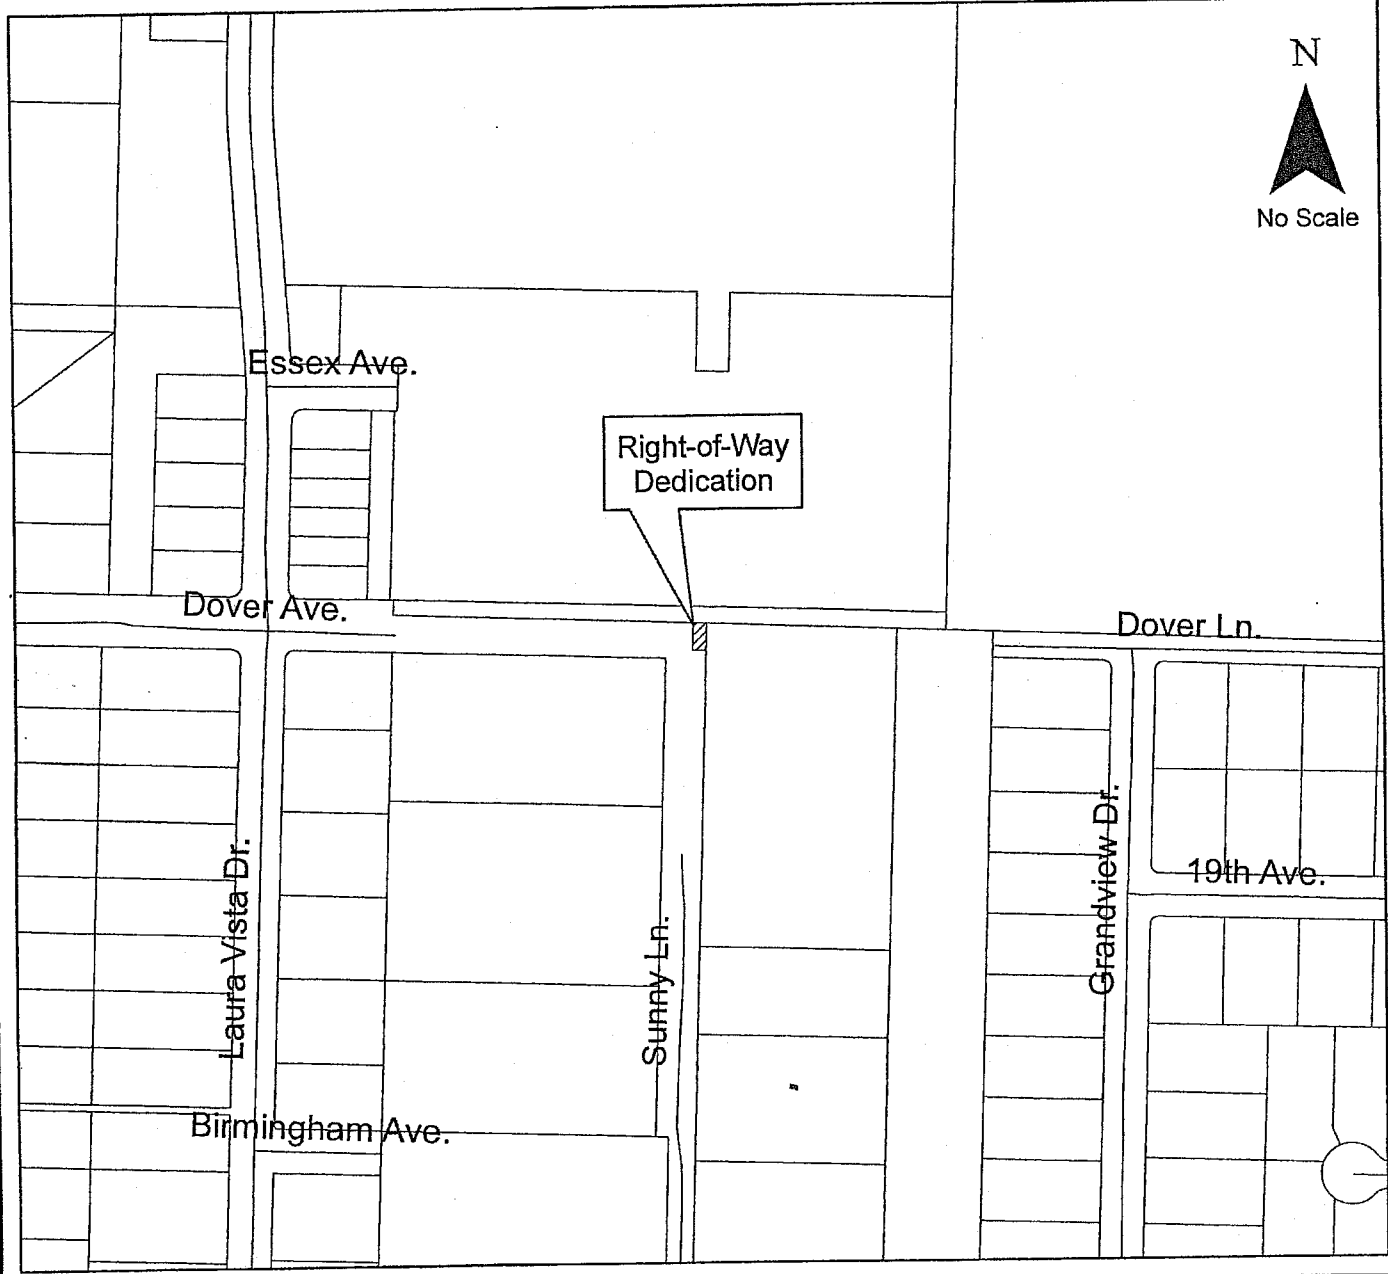 N
No Scale
Essex Ave.
Right-of-Way
Dedication
Dover Ave.
Dover Ln.
Laura Vista Dr.
Sunny Ln.
Grandview Dr.
19th Ave.
Birmingham Ave.